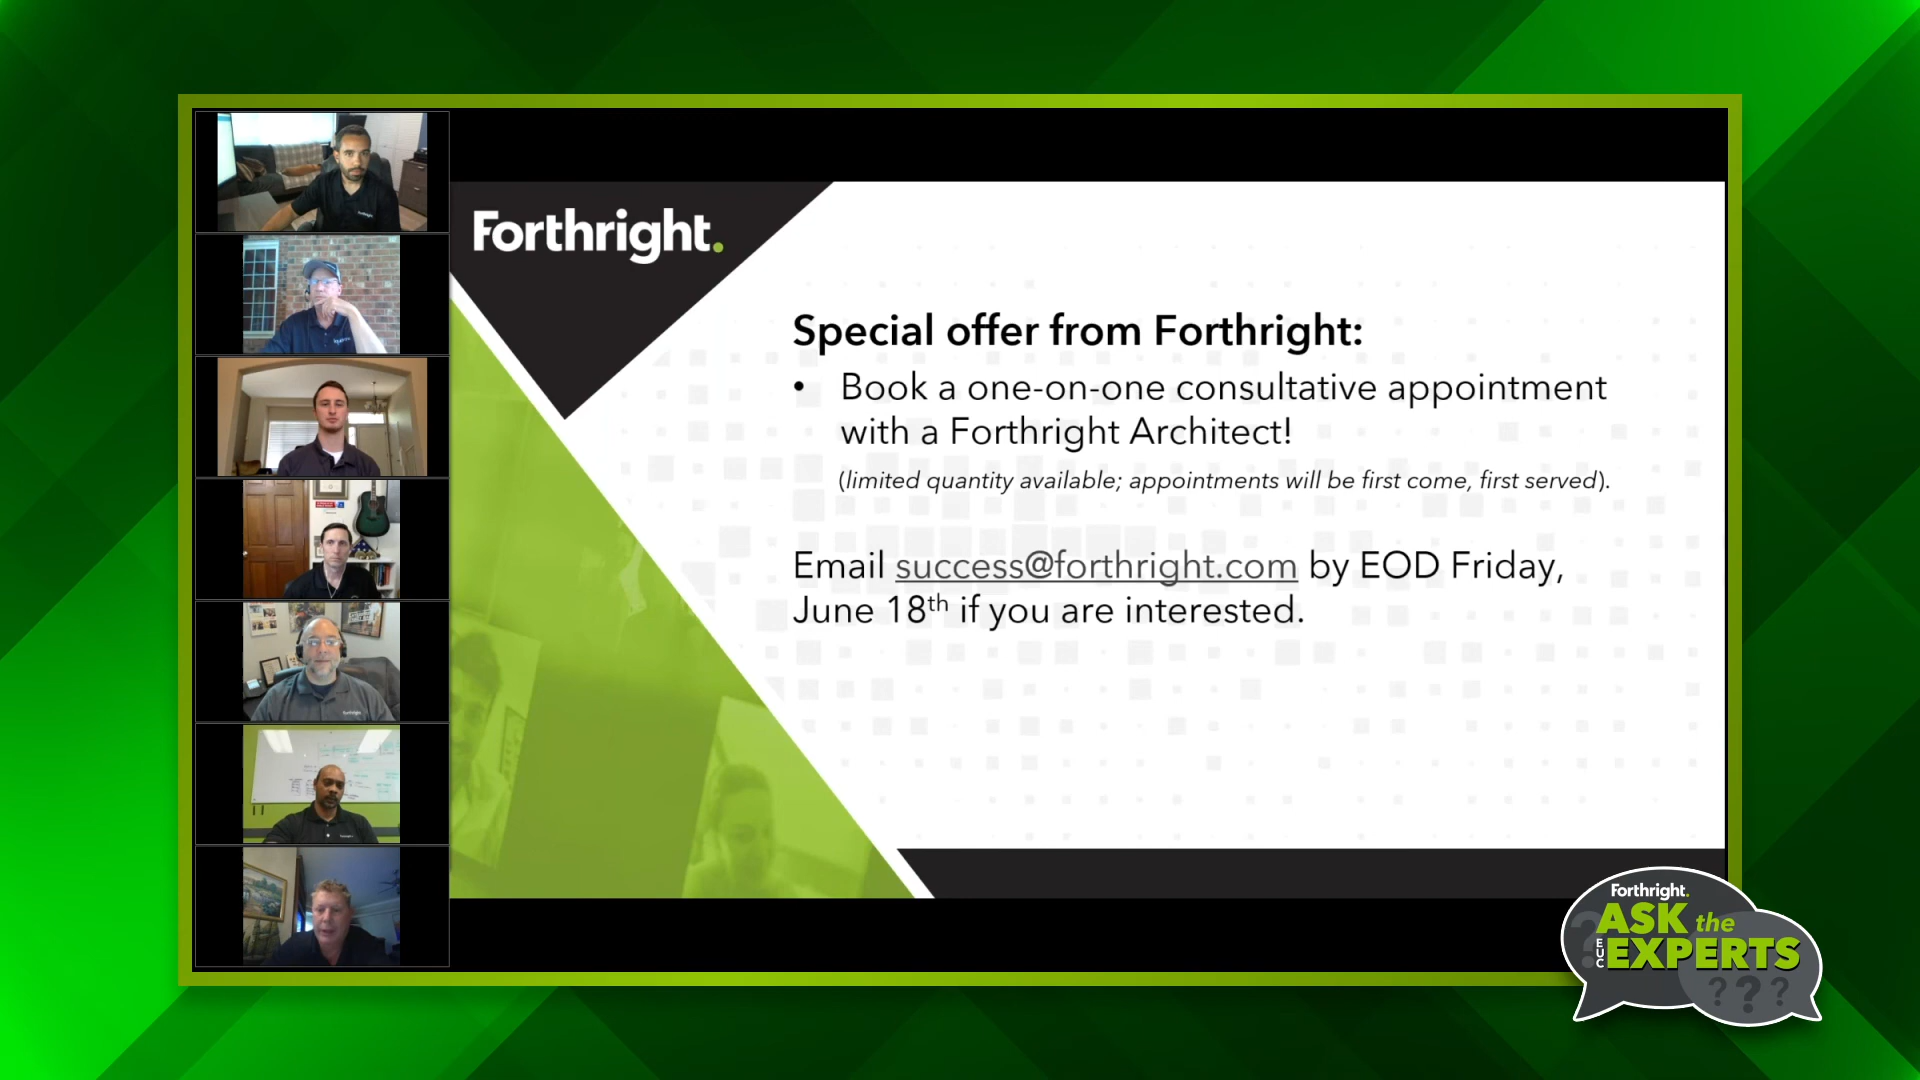 Forthright.
Special offer from Forthright:
• Book a one-on-one consultative appointment
with a Forthright Architect!
(limited quantity available; appointments will be first come, first served).
Email success@forthright.com by EOD Friday,
June 18th if you are interested.
Forthright.
ASK the
EUC EXPERTS
? ? ? ?